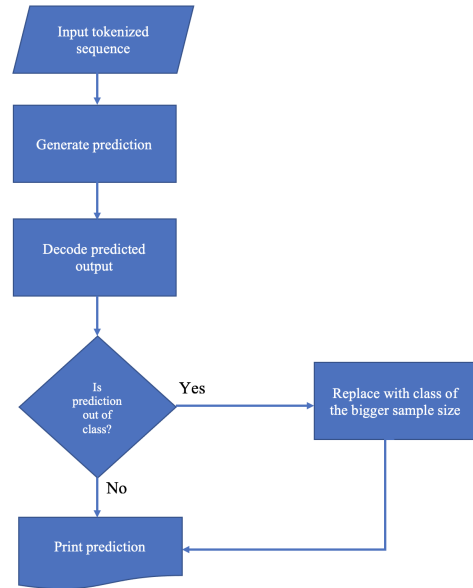 Input tokenized
sequence
Generate prediction
Decode predicted
output
Is
prediction
out of
class?
Yes
Replace with class of
the bigger sample size
No
Print prediction